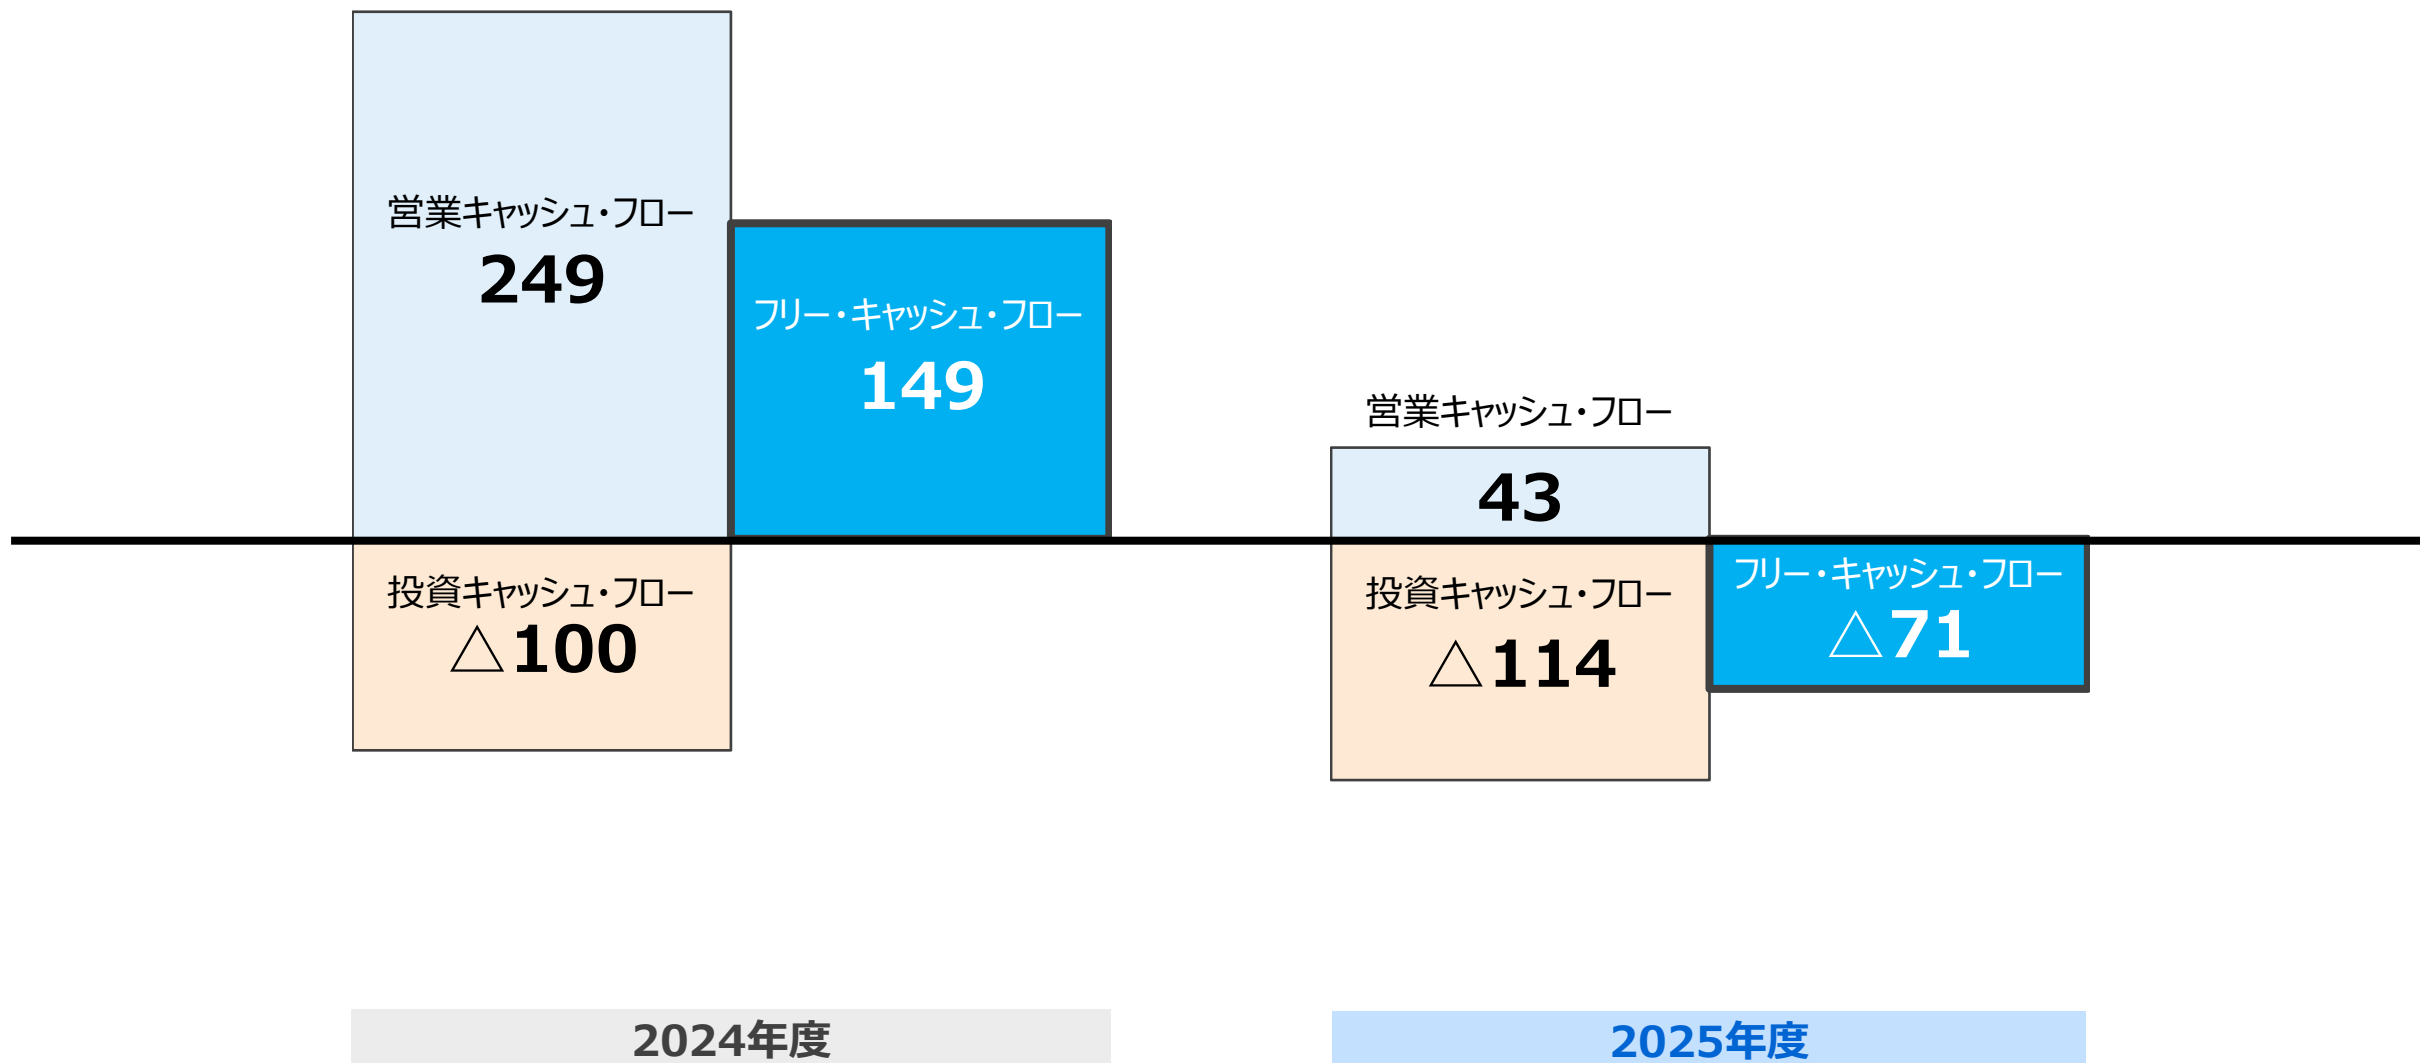 営業キャッシュ・フロー
249
フリー・キャッシュ・フロー
149
投資キャッシュ・フロー
△100
営業キャッシュ・フロー
43
投資キャッシュ・フロー
△114
フリー・キャッシュ・フロー
△71
2024年度
2025年度